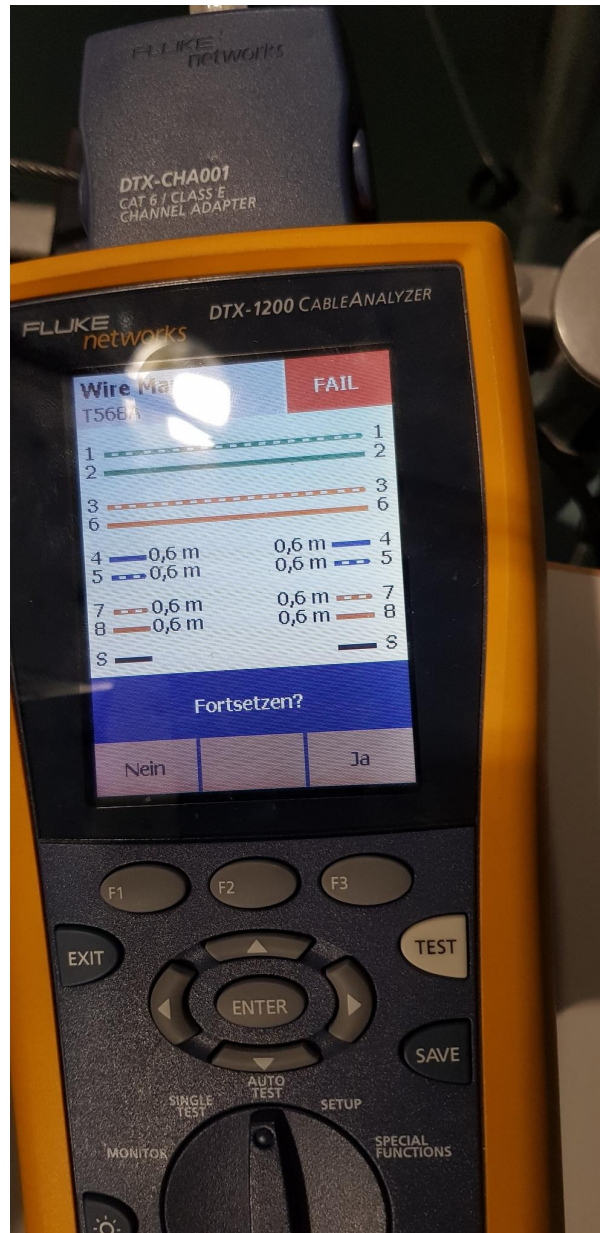 FLUKE
networks
DTX-CHA001
CAT 6 / CLASS E
CHANNEL ADAPTER
FLUKE
networks
DTX-1200 CABLEANALYZER
Wire FAIL
T568A
1 1
2 2
3 3
6 6
4 0,6 m 0,6 m 4
5 0,6 m 0,6 m 5
7 0,6 m 0,6 m 7
8 0,6 m 0,6 m 8
S S
Fortsetzen?
Nein Ja
F1 F2 F3
EXIT TEST
ENTER
SAVE
AUTO
TEST
SINGLE
TEST
SETUP
MONITOR
SPECIAL
FUNCTIONS